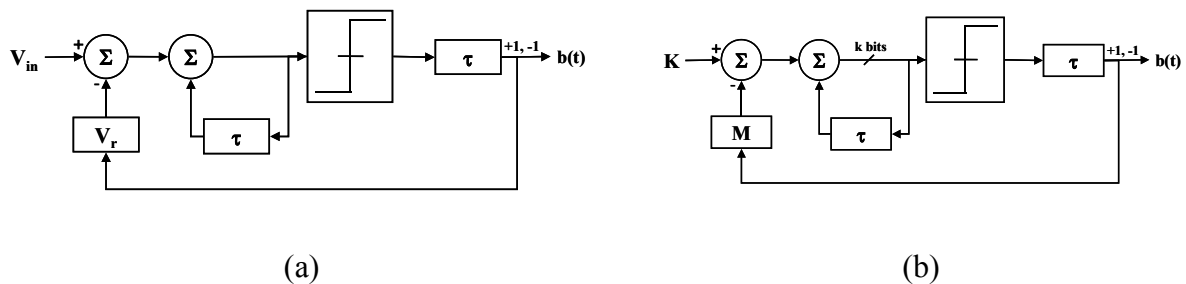 V_in + Σ Σ τ +1, -1 b(t)
-
V_r τ
K + Σ Σ k bits τ +1, -1 b(t)
-
M τ
(a)
(b)